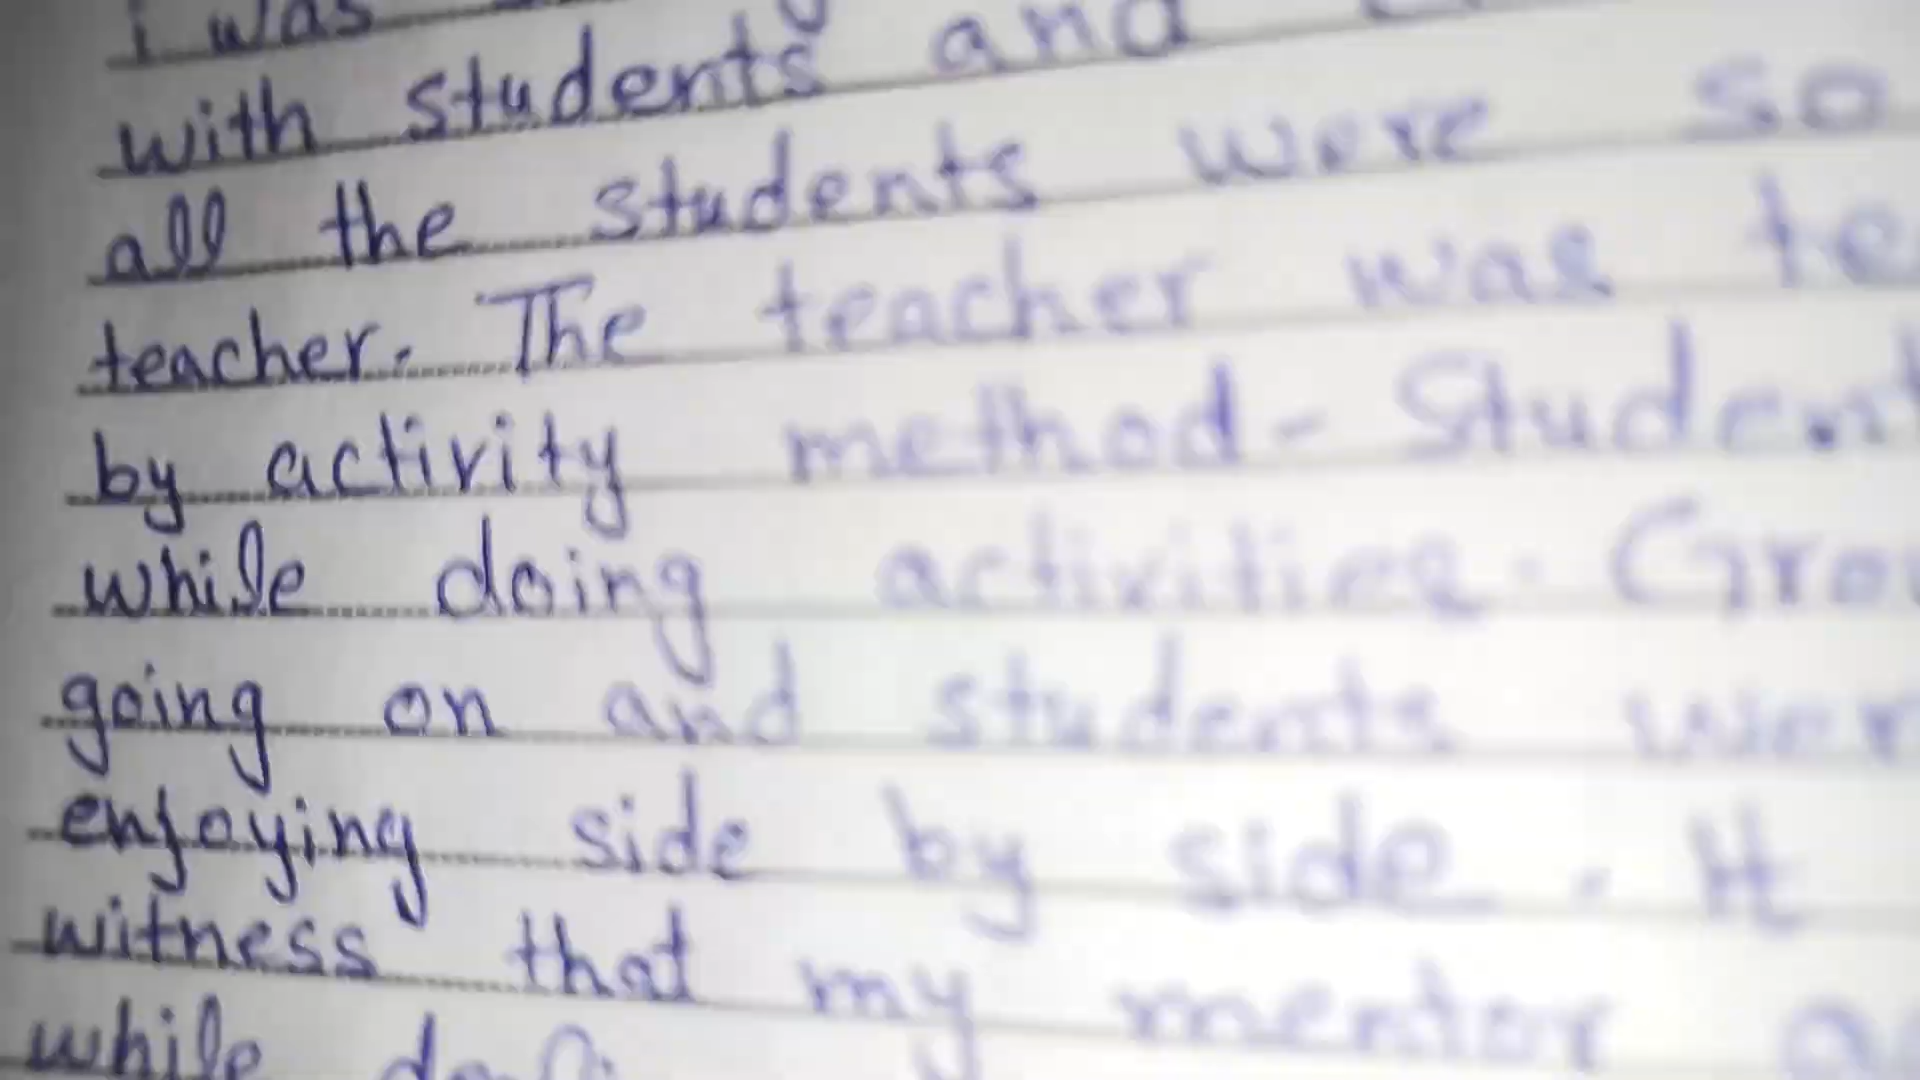 i was
with students and
all the students were so
teacher. The teacher was
by activity method - Student
while doing activities. Grou
going on and students wer
enjoying side by side. It
witness that my mentor
while